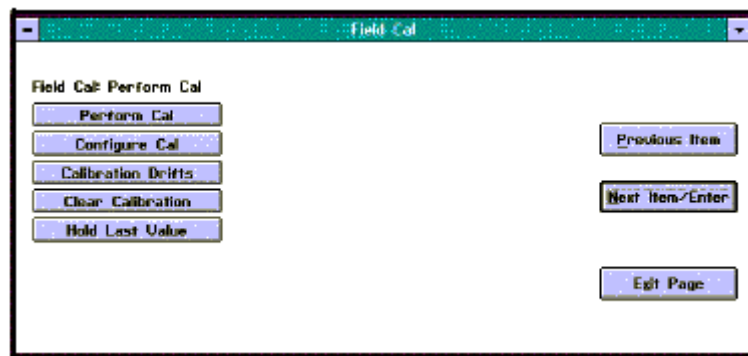 Field Cal
Field Cal: Perform Cal
Perform Cal
Configure Cal
Calibration Drifts
Clear Calibration
Hold Last Value
Previous Item
Next Item/Enter
Exit Page